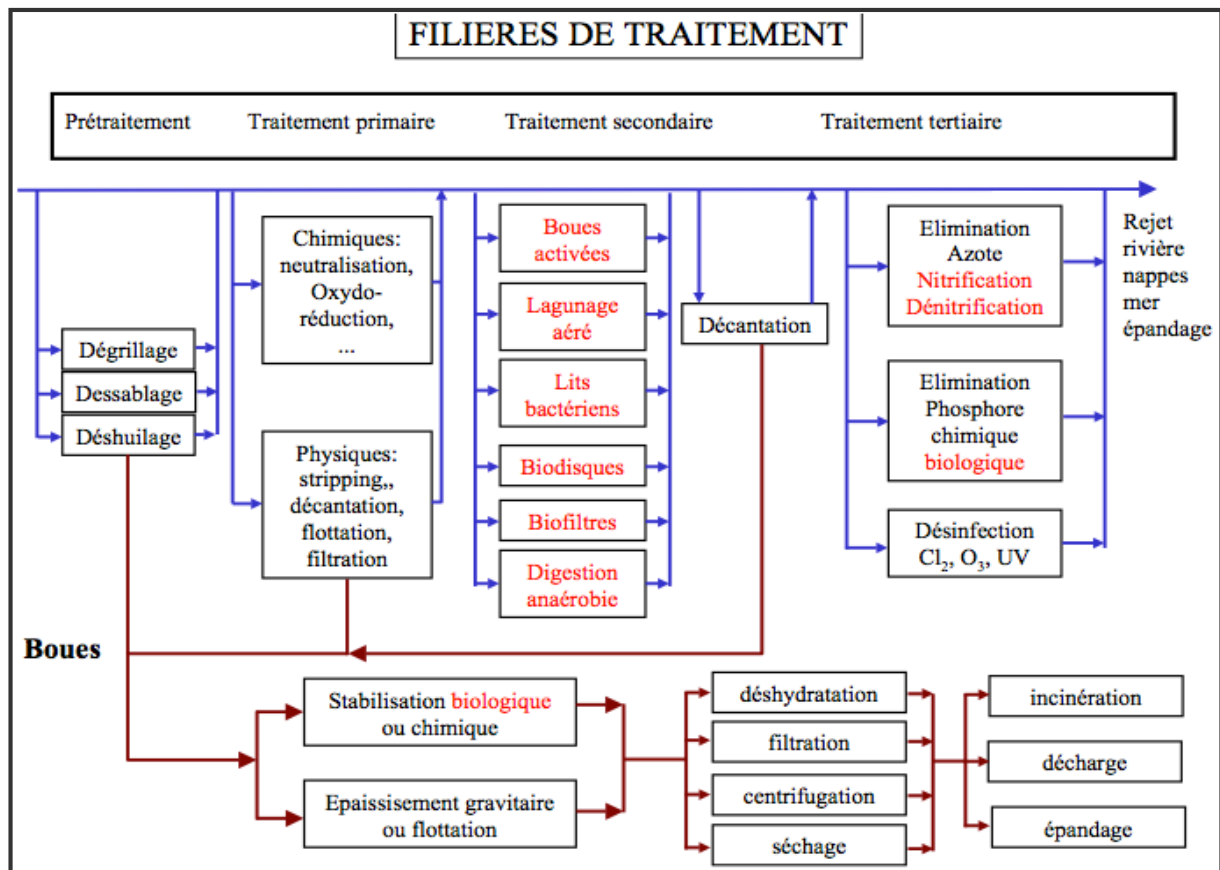 FILIERES DE TRAITEMENT
Prétraitement
Traitement primaire
Traitement secondaire
Traitement tertiaire
Dégrillage
Dessablage
Déshuilage
Chimiques:
neutralisation,
Oxydo-
réduction,
...
Physiques:
stripping,,
décantation,
flottation,
filtration
Boues
activées
Lagunage
aéré
Lits
bactériens
Biodisques
Biofiltres
Digestion
anaérobie
Décantation
Elimination
Azote
Nitrification
Dénitrification
Elimination
Phosphore
chimique
biologique
Désinfection
Cl₂, O₃, UV
Rejet
rivière
nappes
mer
épandage
Boues
Stabilisation biologique
ou chimique
Epaissisement gravitaire
ou flottation
déshydratation
filtration
centrifugation
séchage
incinération
décharge
épandage